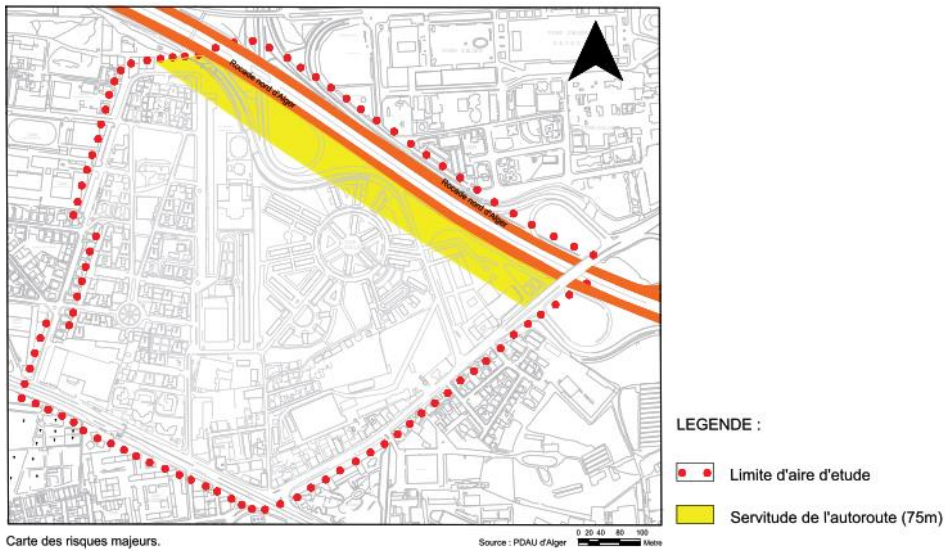 Rocade nord d'Alger
Rocade nord d'Alger
LEGENDE :
Limite d'aire d'etude
Servitude de l'autoroute (75m)
Carte des risques majeurs.
Source : PDAU d'Alger
0 20 40 60 100
Metre